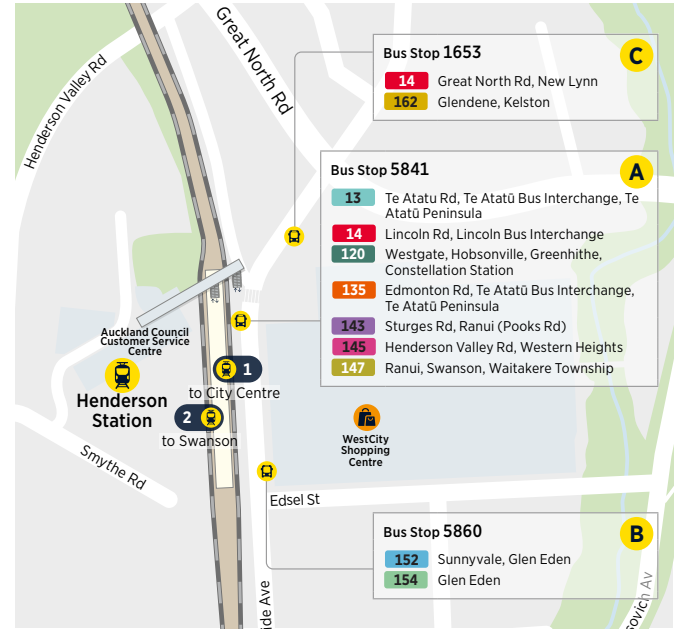 Great North Rd
Henderson Valley Rd
Bus Stop 1653
C
14 Great North Rd, New Lynn
162 Glendene, Kelston
Bus Stop 5841
A
13 Te Atatu Rd, Te Atatū Bus Interchange, Te
Atatū Peninsula
14 Lincoln Rd, Lincoln Bus Interchange
120 Westgate, Hobsonville, Greenhithe,
Constellation Station
135 Edmonton Rd, Te Atatū Bus Interchange,
Te Atatū Peninsula
143 Sturges Rd, Ranui (Pooks Rd)
145 Henderson Valley Rd, Western Heights
147 Ranui, Swanson, Waitakere Township
Auckland Council
Customer Service
Centre
Henderson
Station
1
to City Centre
2
to Swanson
WestCity
Shopping
Centre
Smythe Rd
Edsel St
Bus Stop 5860
B
152 Sunnyvale, Glen Eden
154 Glen Eden
ide Ave
sovich Av